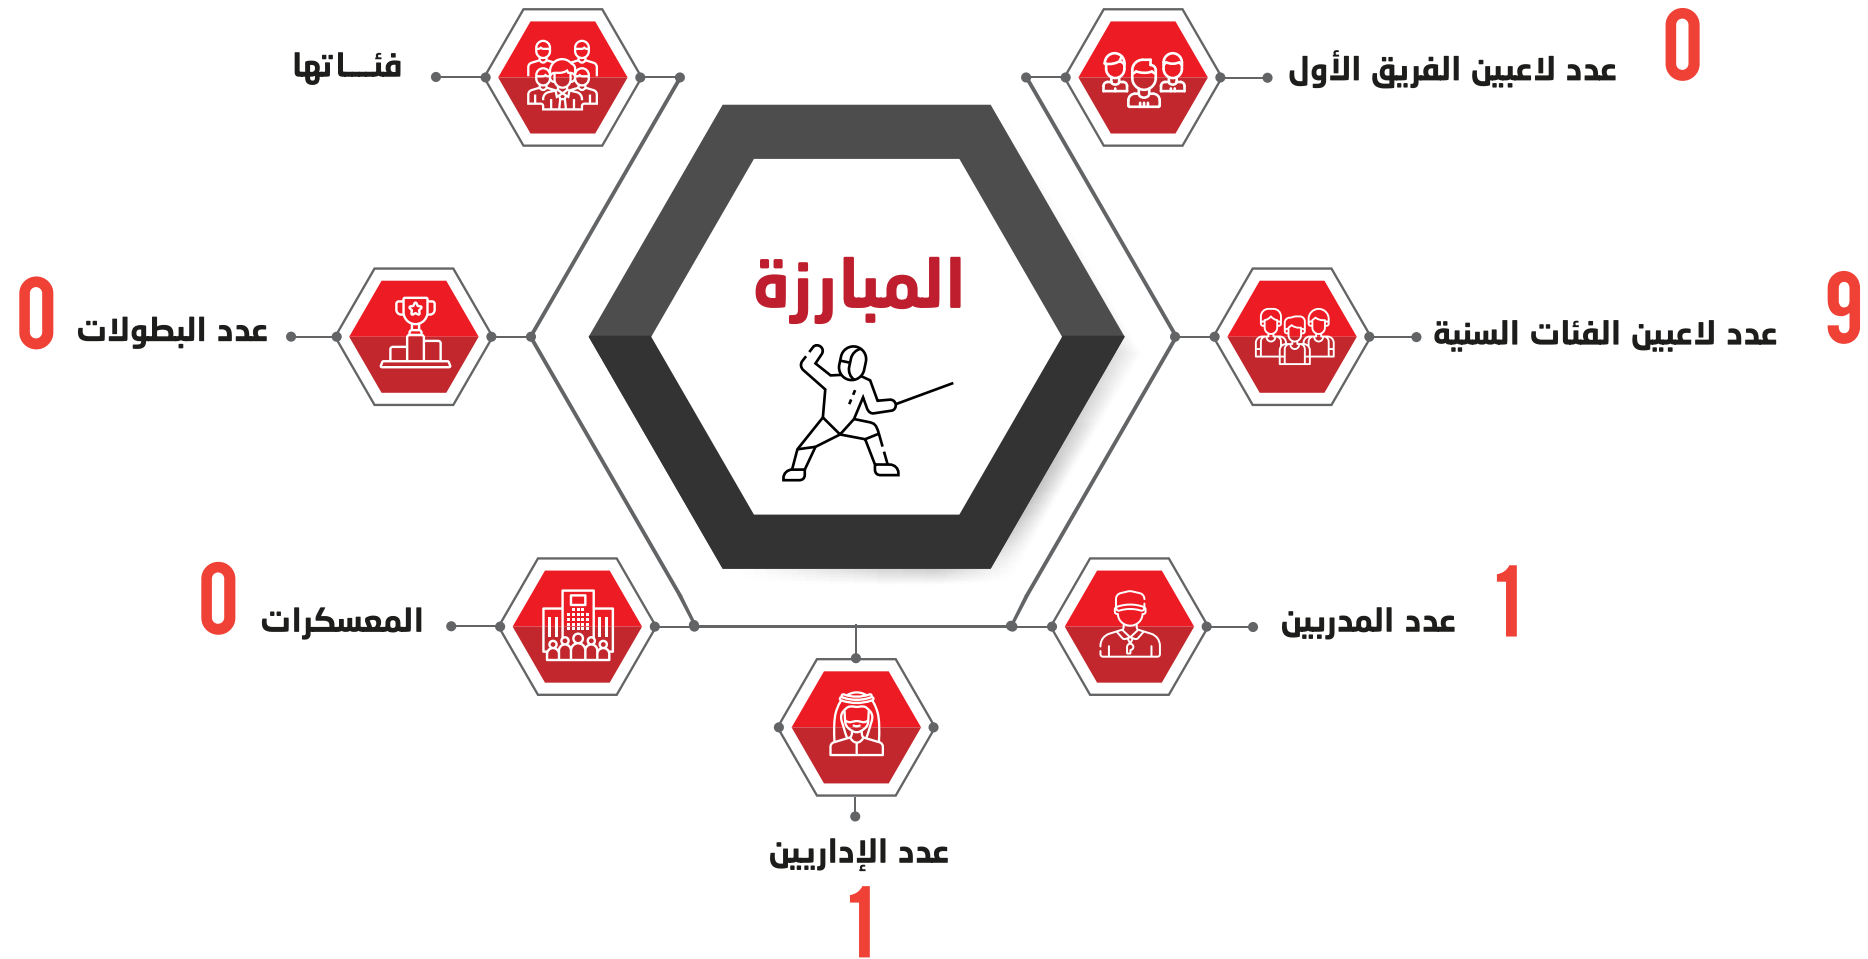 0
عدد لاعبين الفريق الأول
فئـــاتها
المبارزة
9
عدد لاعبين الفئات السنية
عدد البطولات
0
1
عدد المدربين
المعسكرات
0
عدد الإداريين
1